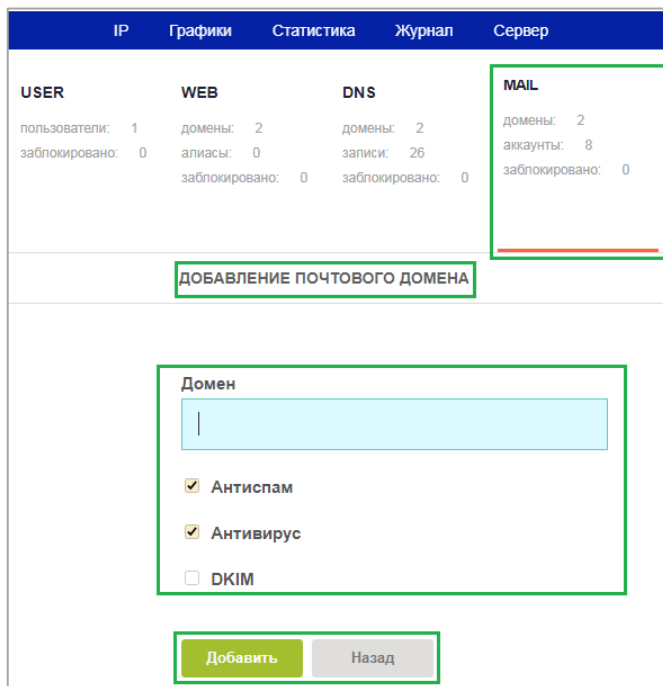 IP Графики Статистика Журнал Сервер
USER
пользователи: 1
заблокировано: 0
WEB
домены: 2
алиасы: 0
заблокировано: 0
DNS
домены: 2
записи: 26
заблокировано: 0
MAIL
домены: 2
аккаунты: 8
заблокировано: 0
ДОБАВЛЕНИЕ ПОЧТОВОГО ДОМЕНА
Домен
Антиспам
Антивирус
DKIM
Добавить Назад